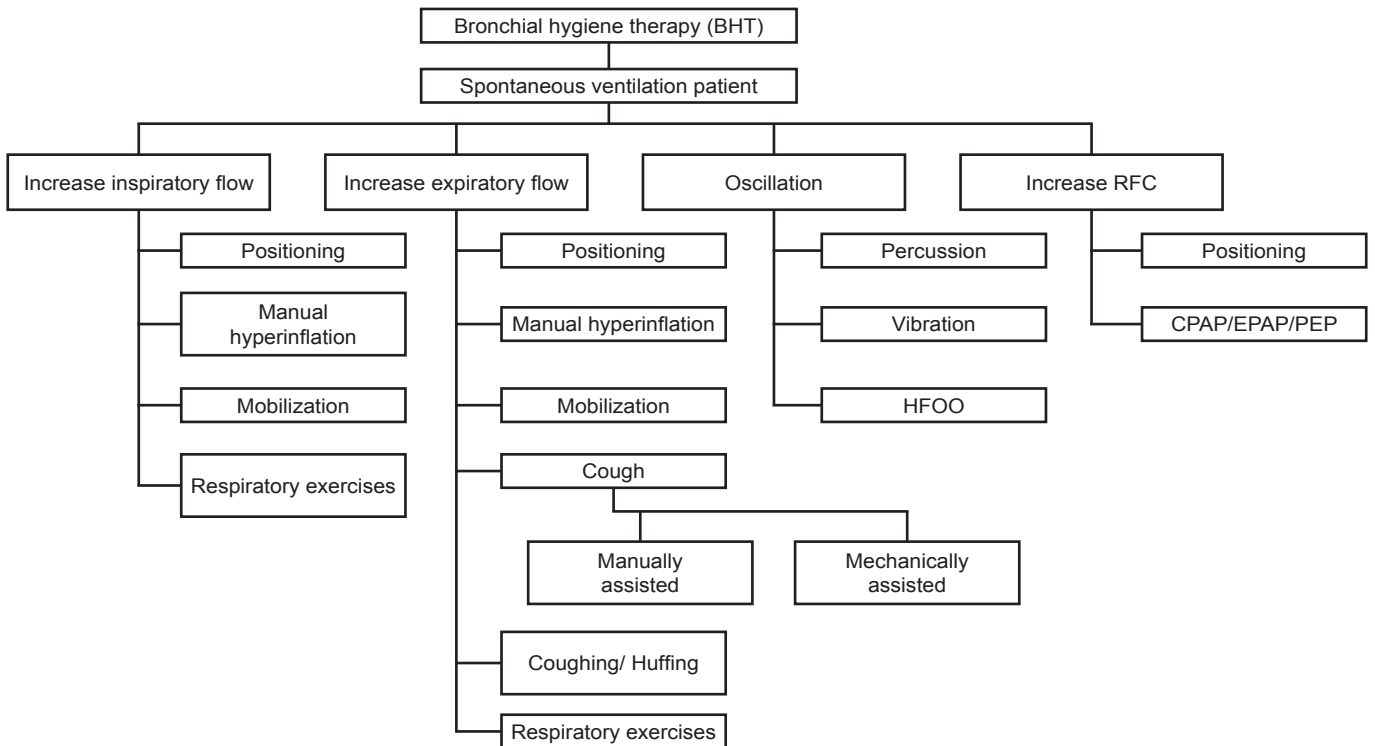 Bronchial hygiene therapy (BHT)
Spontaneous ventilation patient
Increase inspiratory flow
Increase expiratory flow
Oscillation
Increase RFC
Positioning
Manual
hyperinflation
Mobilization
Respiratory exercises
Positioning
Manual hyperinflation
Mobilization
Cough
Manually
assisted
Mechanically
assisted
Coughing/ Huffing
Respiratory exercises
Percussion
Vibration
HFOO
Positioning
CPAP/EPAP/PEP